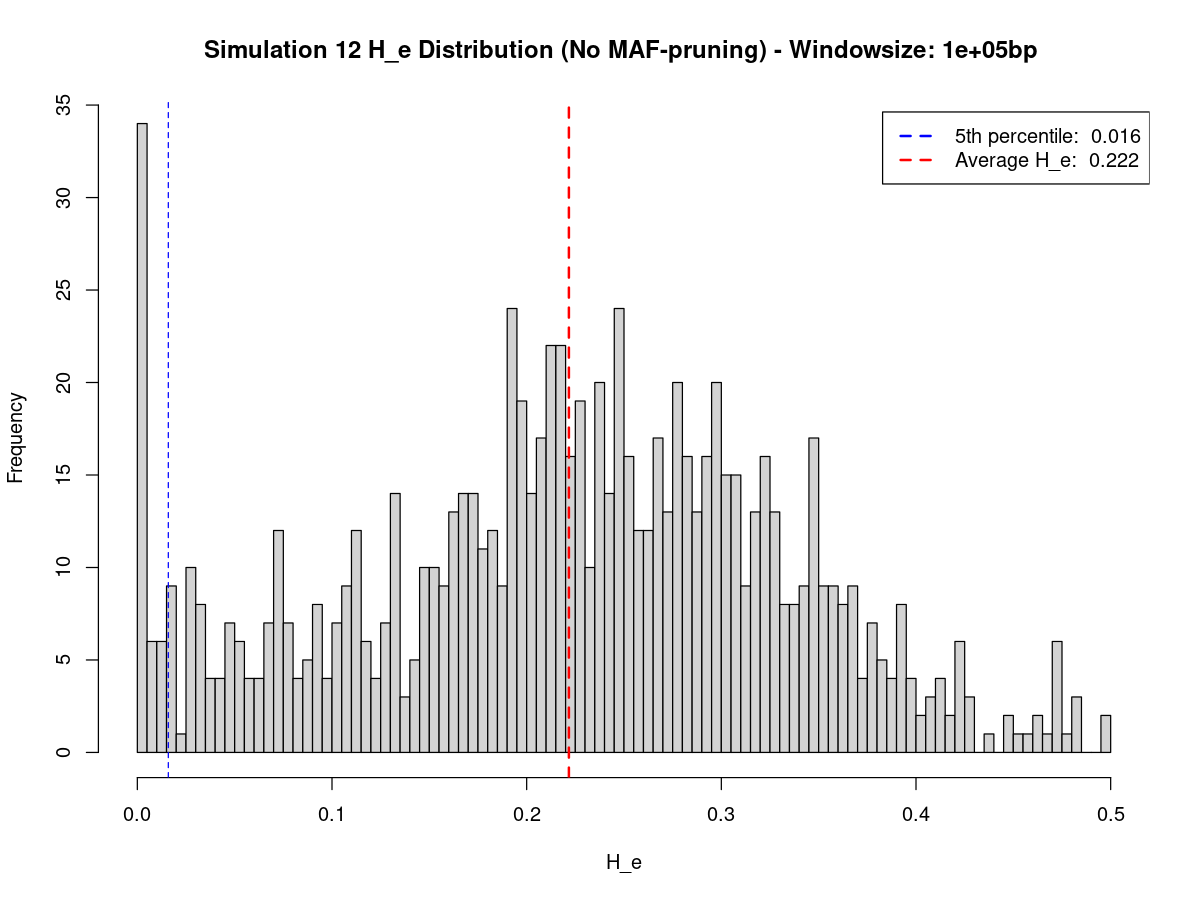 Simulation 12 H_e Distribution (No MAF-pruning) - Windowsize: 1e+05bp
5th percentile:  0.016
Average H_e:  0.222
Frequency
35
30
25
20
15
10
5
0
0.0 0.1 0.2 0.3 0.4 0.5
H_e